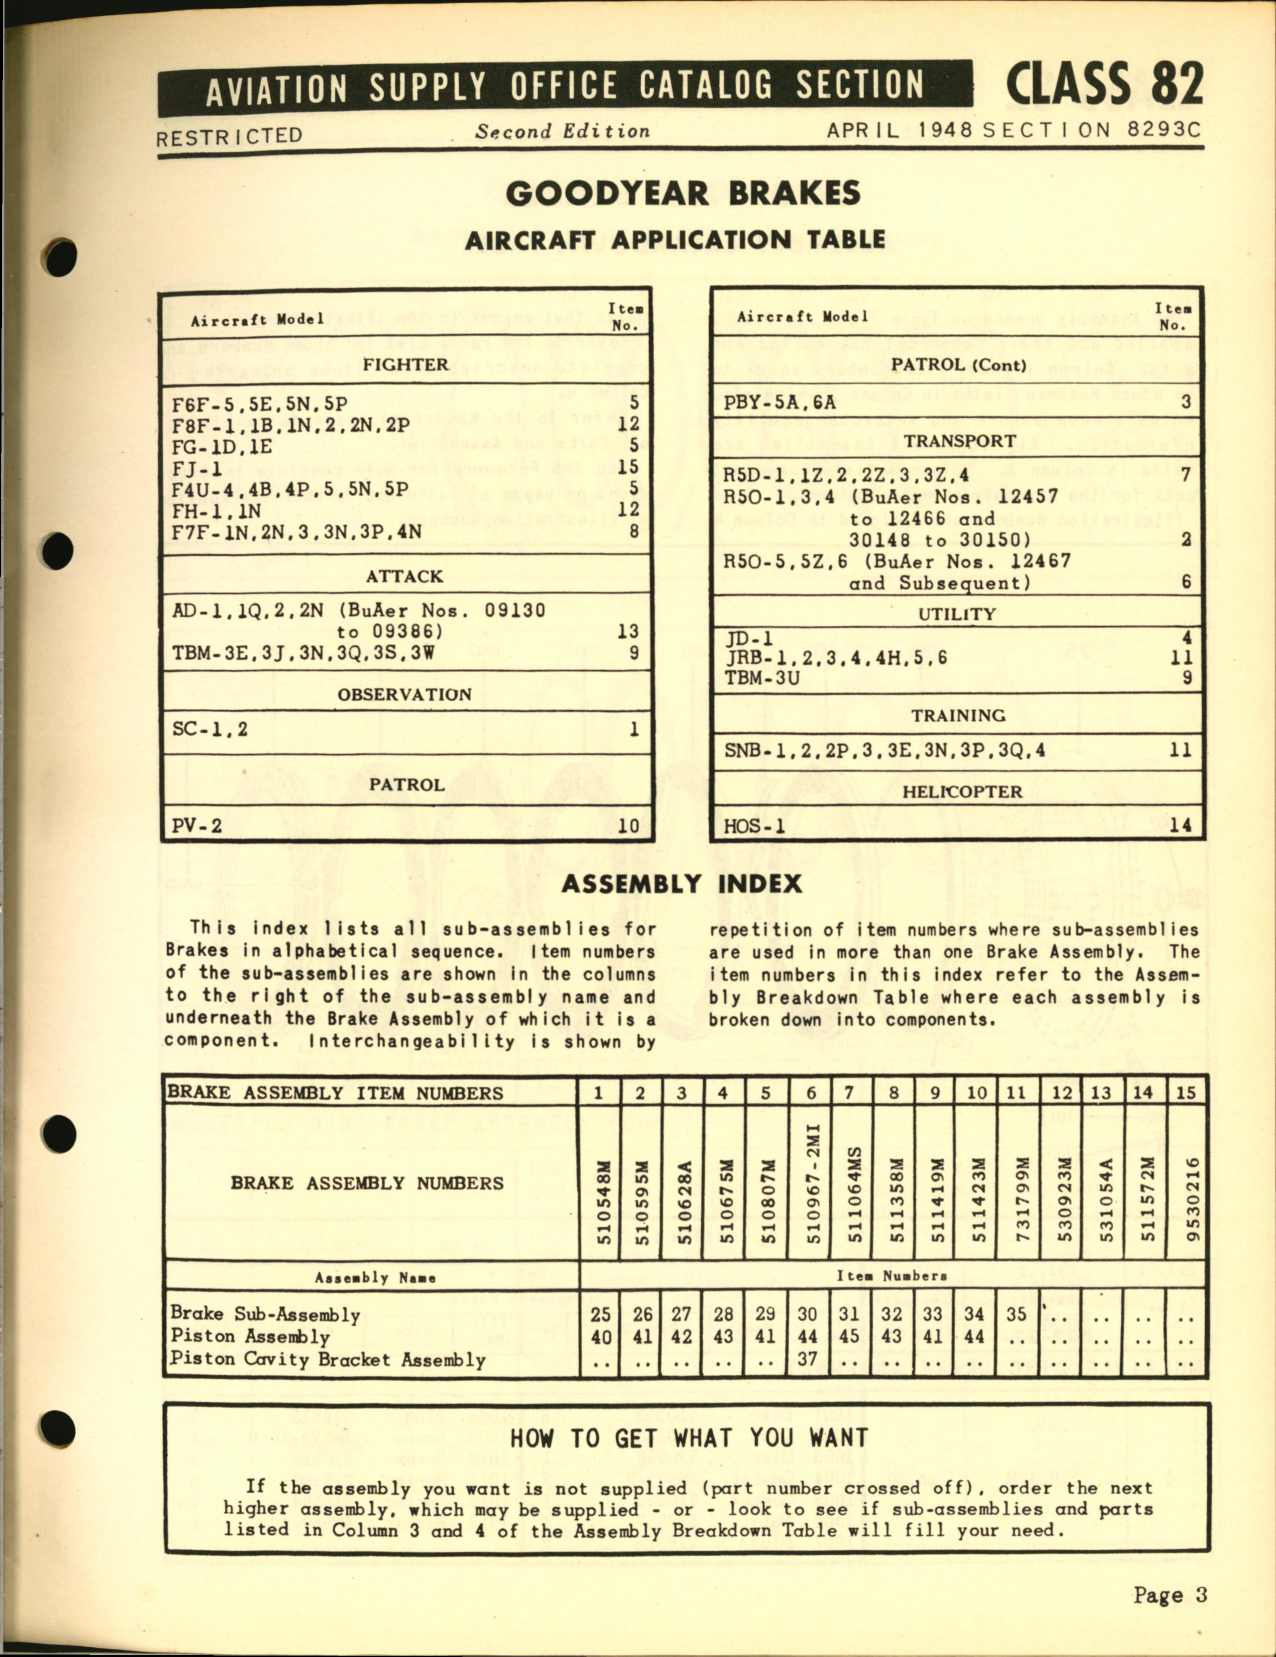 AVIATION SUPPLY OFFICE CATALOG SECTION CLASS 82
RESTRICTED Second Edition APRIL 1948 SECTION 8293C
GOODYEAR BRAKES
AIRCRAFT APPLICATION TABLE
Aircraft Model Item No.
FIGHTER
F6F-5,5E,5N,5P 5
F8F-1,1B,1N,2,2N,2P 12
FG-1D,1E 5
FJ-1 15
F4U-4,4B,4P,5,5N,5P 5
FH-1,1N 12
F7F-1N,2N,3,3N,3P,4N 8
ATTACK
AD-1,1Q,2,2N (BuAer Nos. 09130
to 09386) 13
TBM-3E,3J,3N,3Q,3S,3W 9
OBSERVATION
SC-1,2 1
PATROL
PV-2 10
Aircraft Model Item No.
PATROL (Cont)
PBY-5A,6A 3
TRANSPORT
R5D-1,1Z,2,2Z,3,3Z,4 7
R5O-1,3,4 (BuAer Nos. 12457
to 12466 and
30148 to 30150) 2
R5O-5,5Z,6 (BuAer Nos. 12467
and Subsequent) 6
UTILITY
JD-1 4
JRB-1,2,3,4,4H,5,6 11
TBM-3U 9
TRAINING
SNB-1,2,2P,3,3E,3N,3P,3Q,4 11
HELICOPTER
HOS-1 14
ASSEMBLY INDEX
This index lists all sub-assemblies for
Brakes in alphabetical sequence. Item numbers
of the sub-assemblies are shown in the columns
to the right of the sub-assembly name and
underneath the Brake Assembly of which it is a
component. Interchangeability is shown by
repetition of item numbers where sub-assemblies
are used in more than one Brake Assembly. The
item numbers in this index refer to the Assem-
bly Breakdown Table where each assembly is
broken down into components.
BRAKE ASSEMBLY ITEM NUMBERS 1 2 3 4 5 6 7 8 9 10 11 12 13 14 15
BRAKE ASSEMBLY NUMBERS 510548M 510595M 510628A 510675M 510807M 510967-2MI 511064MS 511358M 511419M 511423M 731799M 530923M 531054A 511572M 9530216
Assembly Name Item Numbers
Brake Sub-Assembly 25 26 27 28 29 30 31 32 33 34 35 .. .. .. ..
Piston Assembly 40 41 42 43 41 44 45 43 41 44 .. .. .. .. ..
Piston Cavity Bracket Assembly .. .. .. .. .. 37 .. .. .. .. .. .. .. .. ..
HOW TO GET WHAT YOU WANT
If the assembly you want is not supplied (part number crossed off), order the next
higher assembly, which may be supplied - or - look to see if sub-assemblies and parts
listed in Column 3 and 4 of the Assembly Breakdown Table will fill your need.
Page 3